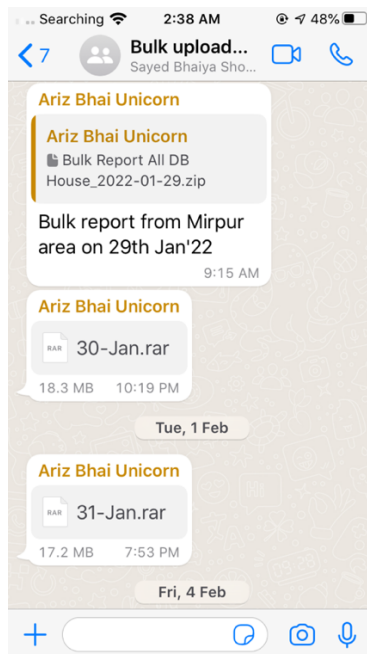 Searching 2:38 AM 48%
7 Bulk upload...
Sayed Bhaiya Sho...
Ariz Bhai Unicorn
Ariz Bhai Unicorn
Bulk Report All DB
House_2022-01-29.zip
Bulk report from Mirpur
area on 29th Jan'22
9:15 AM
Ariz Bhai Unicorn
RAR 30-Jan.rar
18.3 MB 10:19 PM
Tue, 1 Feb
Ariz Bhai Unicorn
RAR 31-Jan.rar
17.2 MB 7:53 PM
Fri, 4 Feb